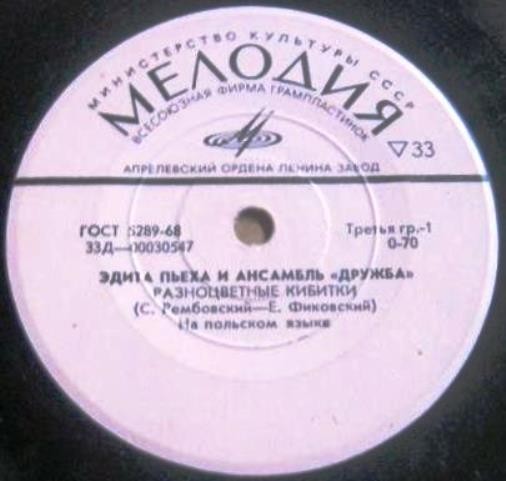 МИНИСТЕРСТВО КУЛЬТУРЫ СССР
МЕЛОДИЯ
ВСЕСОЮЗНАЯ ФИРМА ГРАМПЛАСТИНОК
▽33
АПРЕЛЕВСКИЙ ОРДЕНА ЛЕНИНА ЗАВОД
ГОСТ 5289-68 Третья гр.-1
33Д—00030547 0-70
ЭДИТА ПЬЕХА И АНСАМБЛЬ «ДРУЖБА»
РАЗНОЦВЕТНЫЕ КИБИТКИ
(С. Рембовский—Е. Фиковский)
На польском языке